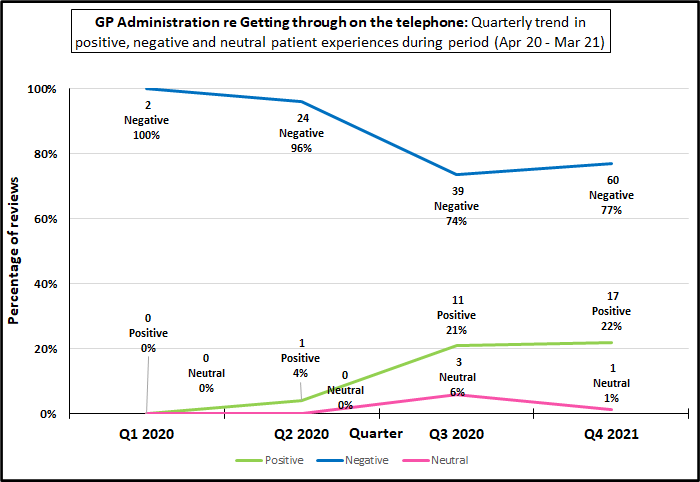 GP Administration re Getting through on the telephone: Quarterly trend in
positive, negative and neutral patient experiences during period (Apr 20 - Mar 21)
Percentage of reviews
100%
80%
60%
40%
20%
0%
2
Negative
100%
24
Negative
96%
39
Negative
74%
60
Negative
77%
0
Positive
0%
0
Neutral
0%
1
Positive
4%
0
Neutral
0%
11
Positive
21%
3
Neutral
6%
17
Positive
22%
1
Neutral
1%
Q1 2020
Q2 2020
Q3 2020
Q4 2021
Quarter
Positive
Negative
Neutral